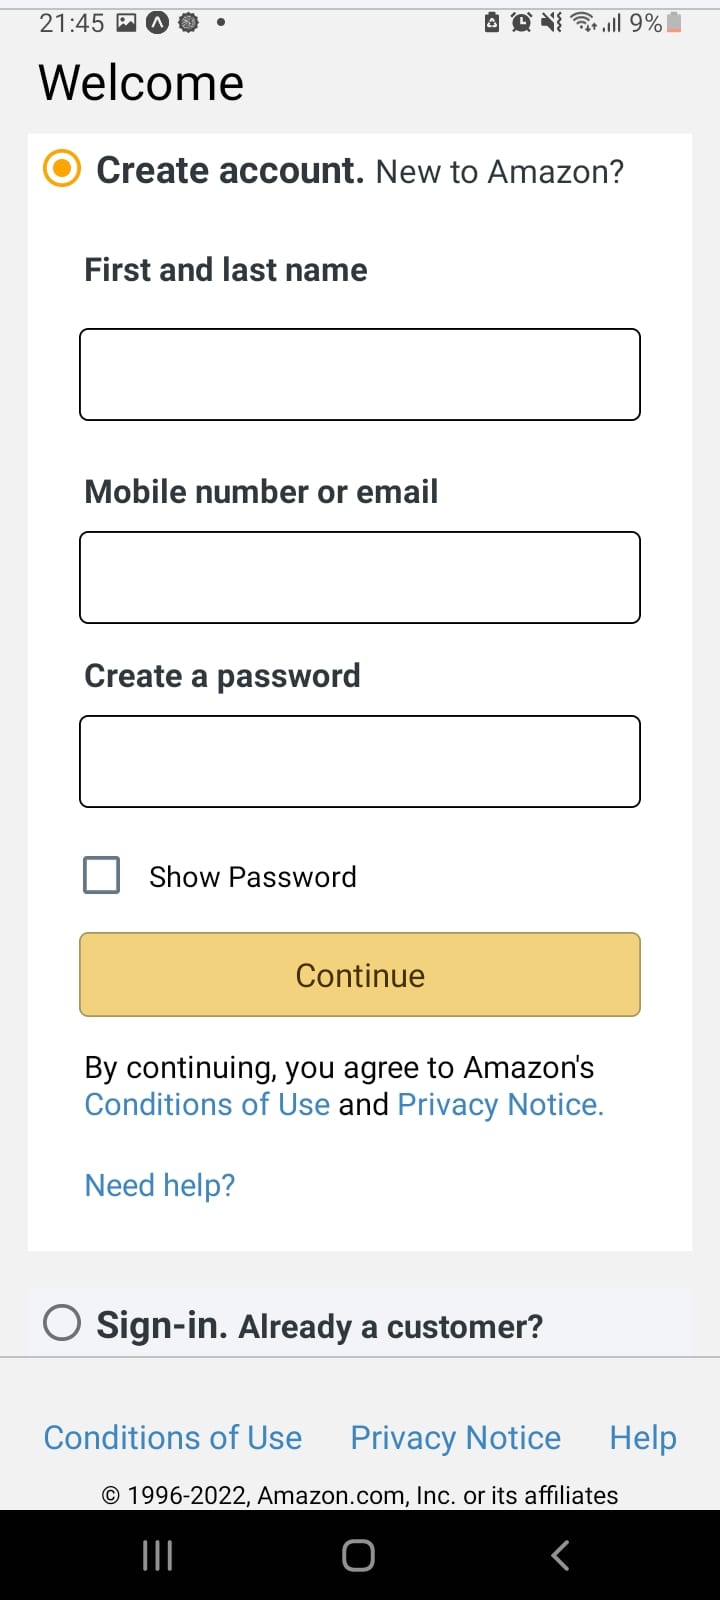 21:45 9%
Welcome
Create account. New to Amazon?
First and last name
Mobile number or email
Create a password
Show Password
Continue
By continuing, you agree to Amazon's
Conditions of Use and Privacy Notice.
Need help?
Sign-in. Already a customer?
Conditions of Use Privacy Notice Help
© 1996-2022, Amazon.com, Inc. or its affiliates